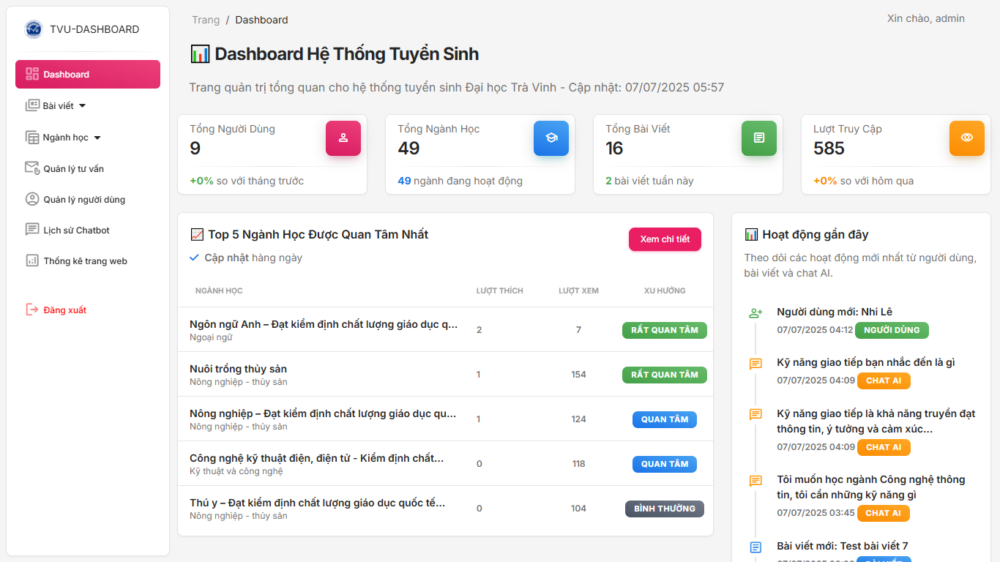 TVU-DASHBOARD
Dashboard
Bài viết
Ngành học
Quản lý tư vấn
Quản lý người dùng
Lịch sử Chatbot
Thống kê trang web
Đăng xuất
Trang / Dashboard
Xin chào, admin
Dashboard Hệ Thống Tuyển Sinh
Trang quản trị tổng quan cho hệ thống tuyển sinh Đại học Trà Vinh - Cập nhật: 07/07/2025 05:57
Tổng Người Dùng
9
+0% so với tháng trước
Tổng Ngành Học
49
49 ngành đang hoạt động
Tổng Bài Viết
16
2 bài viết tuần này
Lượt Truy Cập
585
+0% so với hôm qua
Top 5 Ngành Học Được Quan Tâm Nhất
Cập nhật hàng ngày
Xem chi tiết
NGÀNH HỌC LƯỢT THÍCH LƯỢT XEM XU HƯỚNG
Ngôn ngữ Anh – Đạt kiểm định chất lượng giáo dục q... 2 7 RẤT QUAN TÂM
Ngoại ngữ
Nuôi trồng thủy sản 1 154 RẤT QUAN TÂM
Nông nghiệp - thủy sản
Nông nghiệp – Đạt kiểm định chất lượng giáo dục qu... 1 124 QUAN TÂM
Nông nghiệp - thủy sản
Công nghệ kỹ thuật điện, điện tử - Kiểm định chất... 0 118 QUAN TÂM
Kỹ thuật và công nghệ
Thú y – Đạt kiểm định chất lượng giáo dục quốc tế... 0 104 BÌNH THƯỜNG
Nông nghiệp - thủy sản
Hoạt động gần đây
Theo dõi các hoạt động mới nhất từ người dùng,
bài viết và chat AI.
Người dùng mới: Nhi Lê
07/07/2025 04:12 NGƯỜI DÙNG
Kỹ năng giao tiếp bạn nhắc đến là gì
07/07/2025 04:09 CHAT AI
Kỹ năng giao tiếp là khả năng truyền đạt
thông tin, ý tưởng và cảm xúc...
07/07/2025 04:09 CHAT AI
Tôi muốn học ngành Công nghệ thông
tin, tôi cần những kỹ năng gì
07/07/2025 03:45 CHAT AI
Bài viết mới: Test bài viết 7